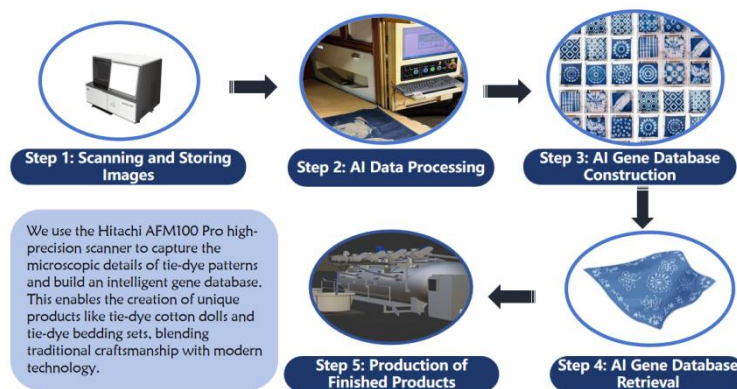 Step 1: Scanning and Storing
Images
Step 2: AI Data Processing
Step 3: AI Gene Database
Construction
We use the Hitachi AFM100 Pro high-
precision scanner to capture the
microscopic details of tie-dye patterns
and build an intelligent gene database.
This enables the creation of unique
products like tie-dye cotton dolls and
tie-dye bedding sets, blending
traditional craftsmanship with modern
technology.
Step 5: Production of
Finished Products
Step 4: AI Gene Database
Retrieval